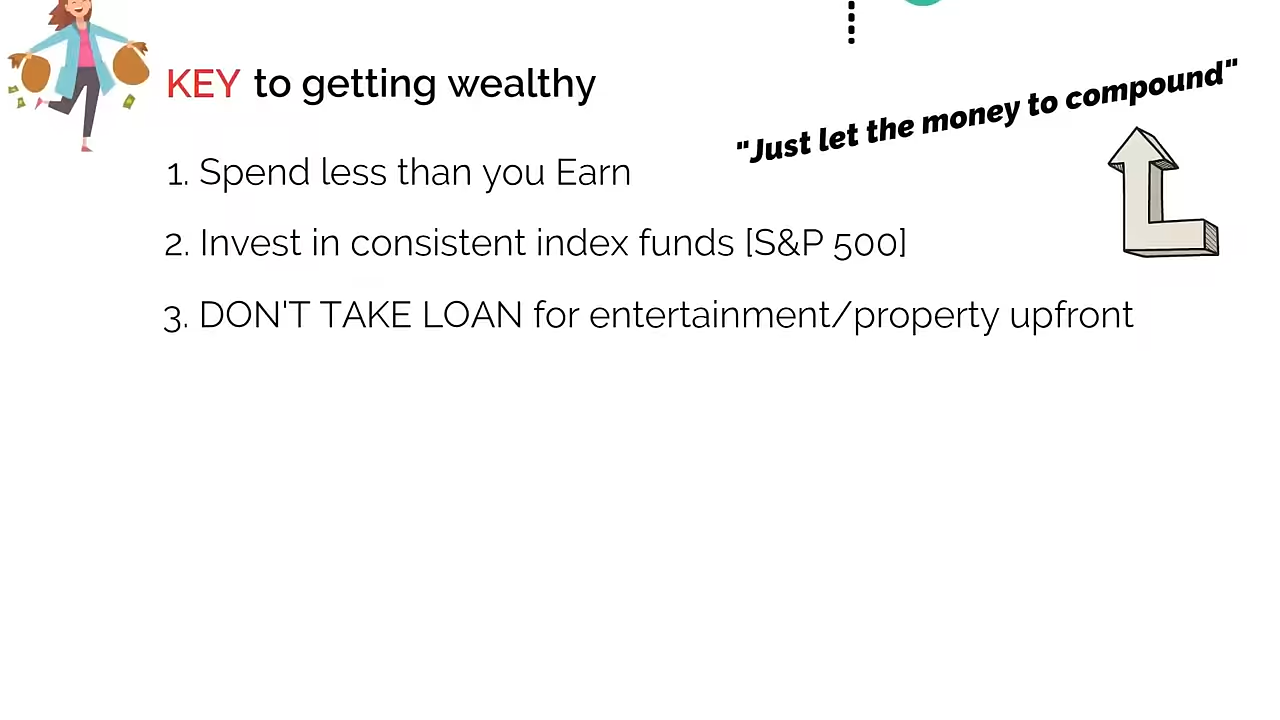 KEY to getting wealthy
"Just let the money to compound"
1. Spend less than you Earn
2. Invest in consistent index funds [S&P 500]
3. DON'T TAKE LOAN for entertainment/property upfront